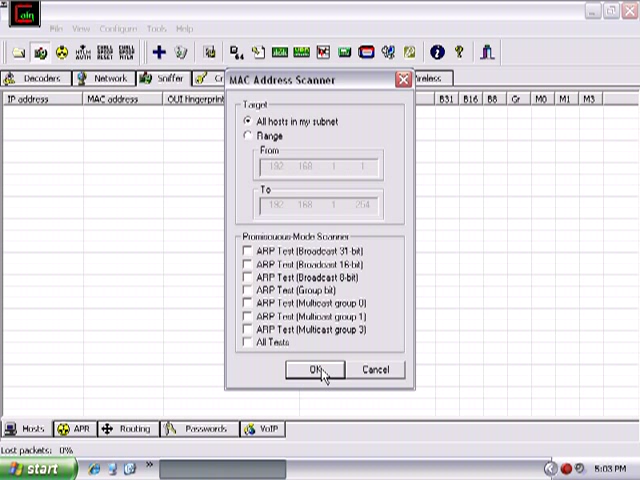 Cain
File View Configure Tools Help
Decoders Network Sniffer
MAC Address Scanner
IP address MAC address OUI fingerprint B31 B16 B8 Gr M0 M1 M3
Target
All hosts in my subnet
Range
From
192 168 1 1
To
192 168 1 254
Promiscuous-Mode Scanner
ARP Test (Broadcast 31-bit)
ARP Test (Broadcast 16-bit)
ARP Test (Broadcast 8-bit)
ARP Test (Group bit)
ARP Test (Multicast group 0)
ARP Test (Multicast group 1)
ARP Test (Multicast group 3)
All Tests
OK Cancel
Hosts APR Routing Passwords VoIP
Lost packets: 0%
start 5:03 PM